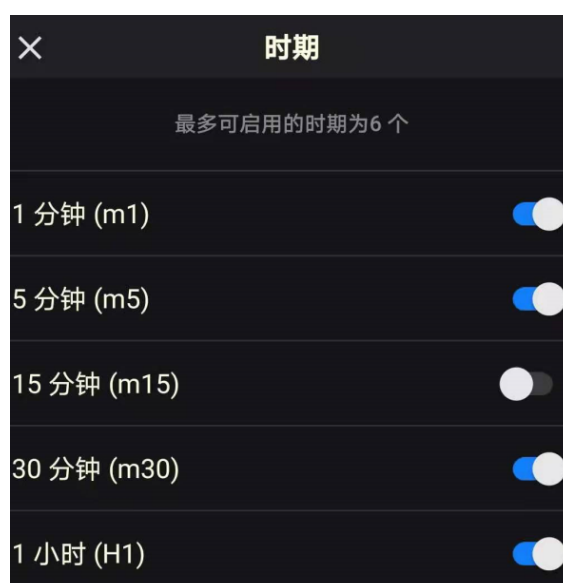 时期
最多可启用的时期为6 个
1 分钟 (m1)
5 分钟 (m5)
15 分钟 (m15)
30 分钟 (m30)
1 小时 (H1)